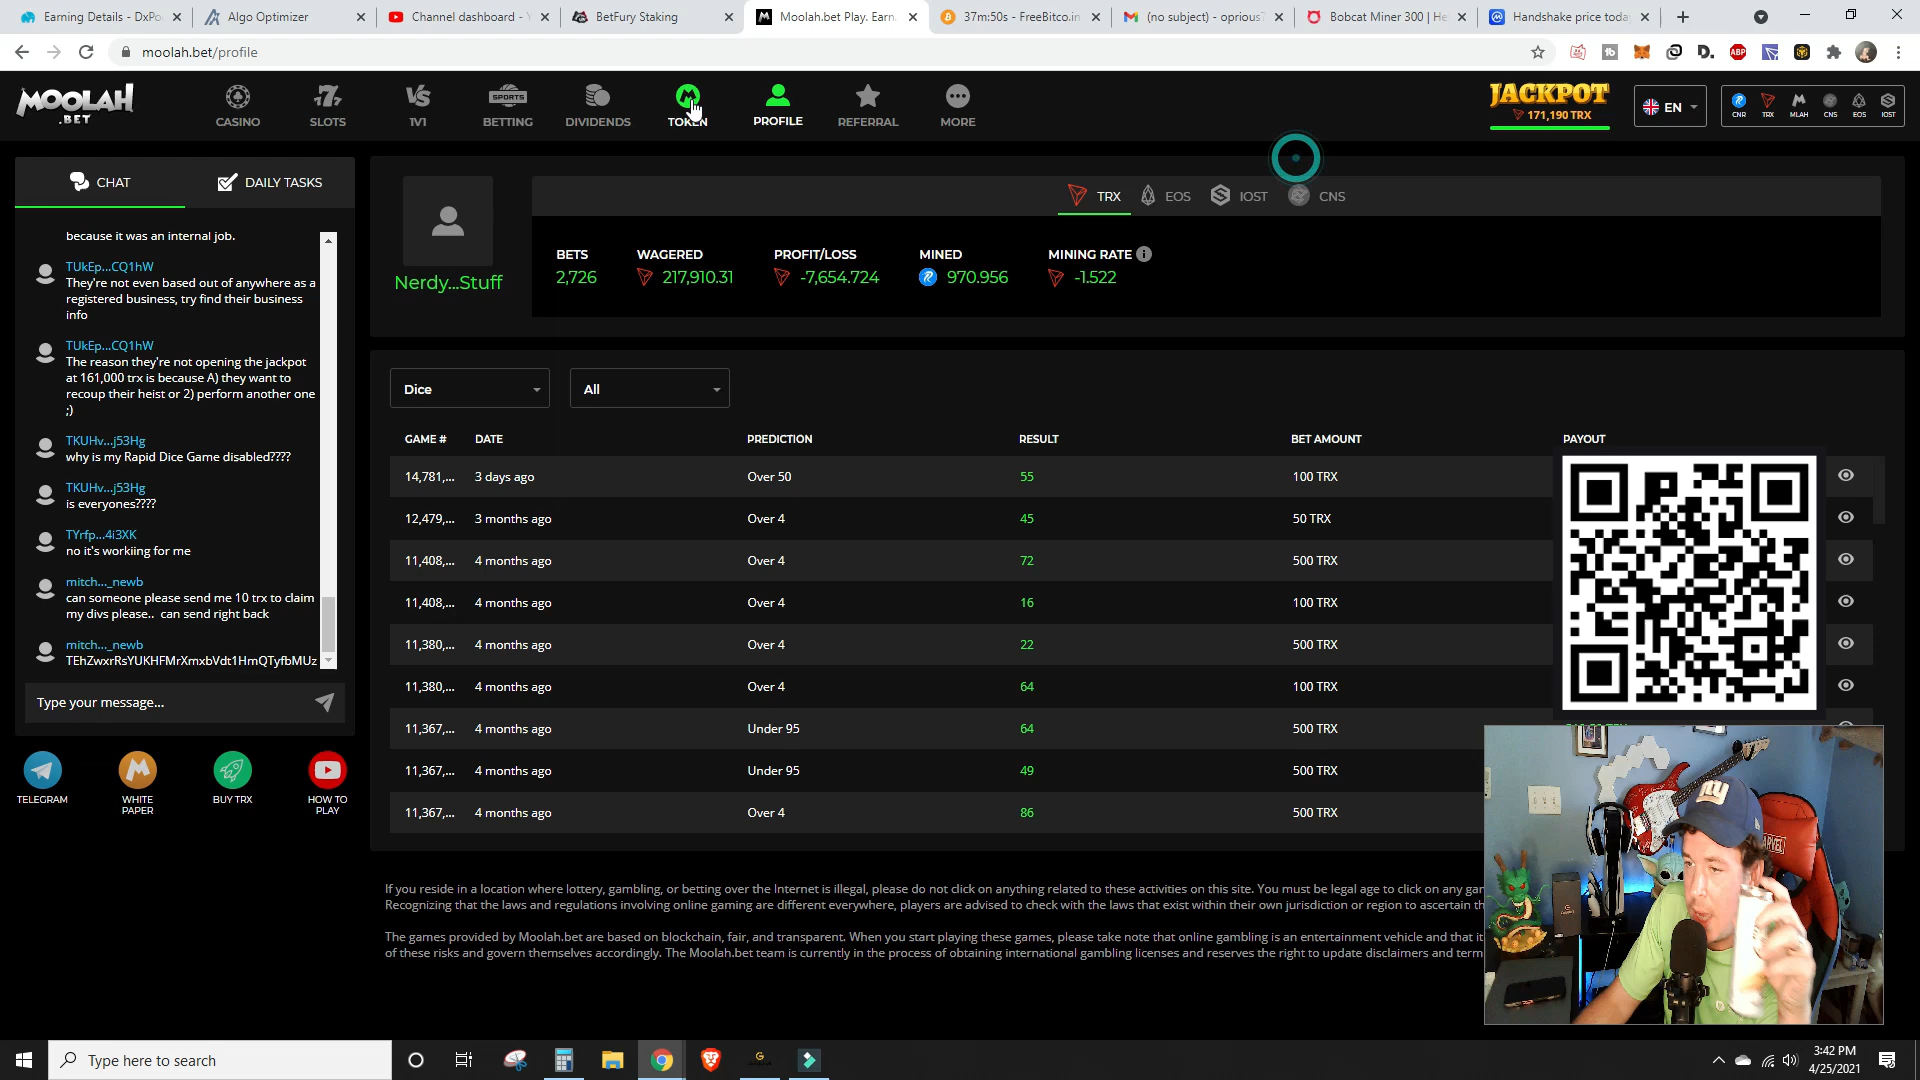 Earning Details - DxPo
Algo Optimizer
Channel dashboard - Y
BetFury Staking
Moolah.bet Play. Earn.
37m:50s - FreeBitco.in
(no subject) - oprious7
Bobcat Miner 300 | He
Handshake price toda
moolah.bet/profile
MOOLAH
.BET
CASINO
SLOTS
VS
1V1
SPORTS
BETTING
DIVIDENDS
TOKEN
PROFILE
REFERRAL
MORE
JACKPOT
171,190 TRX
EN
CNR
TRX
MLAH
CNS
EOS
IOST
CHAT
DAILY TASKS
because it was an internal job.
TUkEp...CQ1hW
They're not even based out of anywhere as a
registered business, try find their business
info
TUkEp...CQ1hW
The reason they're not opening the jackpot
at 161,000 trx is because A) they want to
recoup their heist or 2) perform another one
;)
TKUHv...j53Hg
why is my Rapid Dice Game disabled????
TKUHv...j53Hg
is everyones????
TYrfp...4i3XK
no it's workiing for me
mitch..._newb
can someone please send me 10 trx to claim
my divs please.. can send right back
mitch..._newb
TEhZwxrRsYUKHFMrXmxbVdt1HmQTyfbMUz
Type your message...
TELEGRAM
WHITE
PAPER
BUY TRX
HOW TO
PLAY
Nerdy...Stuff
TRX
EOS
IOST
CNS
BETS
WAGERED
PROFIT/LOSS
MINED
MINING RATE
2,726
217,910.31
-7,654.724
970.956
-1.522
Dice
All
GAME # DATE PREDICTION RESULT BET AMOUNT PAYOUT
14,781,... 3 days ago Over 50 55 100 TRX
12,479,... 3 months ago Over 4 45 50 TRX
11,408,... 4 months ago Over 4 72 500 TRX
11,408,... 4 months ago Over 4 16 100 TRX
11,380,... 4 months ago Over 4 22 500 TRX
11,380,... 4 months ago Over 4 64 100 TRX
11,367,... 4 months ago Under 95 64 500 TRX
11,367,... 4 months ago Under 95 49 500 TRX
11,367,... 4 months ago Over 4 86 500 TRX
If you reside in a location where lottery, gambling, or betting over the Internet is illegal, please do not click on anything related to these activities on this site. You must be legal age to click on any gar
Recognizing that the laws and regulations involving online gaming are different everywhere, players are advised to check with the laws that exist within their own jurisdiction or region to ascertain th
The games provided by Moolah.bet are based on blockchain, fair, and transparent. When you start playing these games, please take note that online gambling is an entertainment vehicle and that it
of these risks and govern themselves accordingly. The Moolah.bet team is currently in the process of obtaining international gambling licenses and reserves the right to update disclaimers and term
MARVEL
NY
Type here to search
3:42 PM
4/25/2021